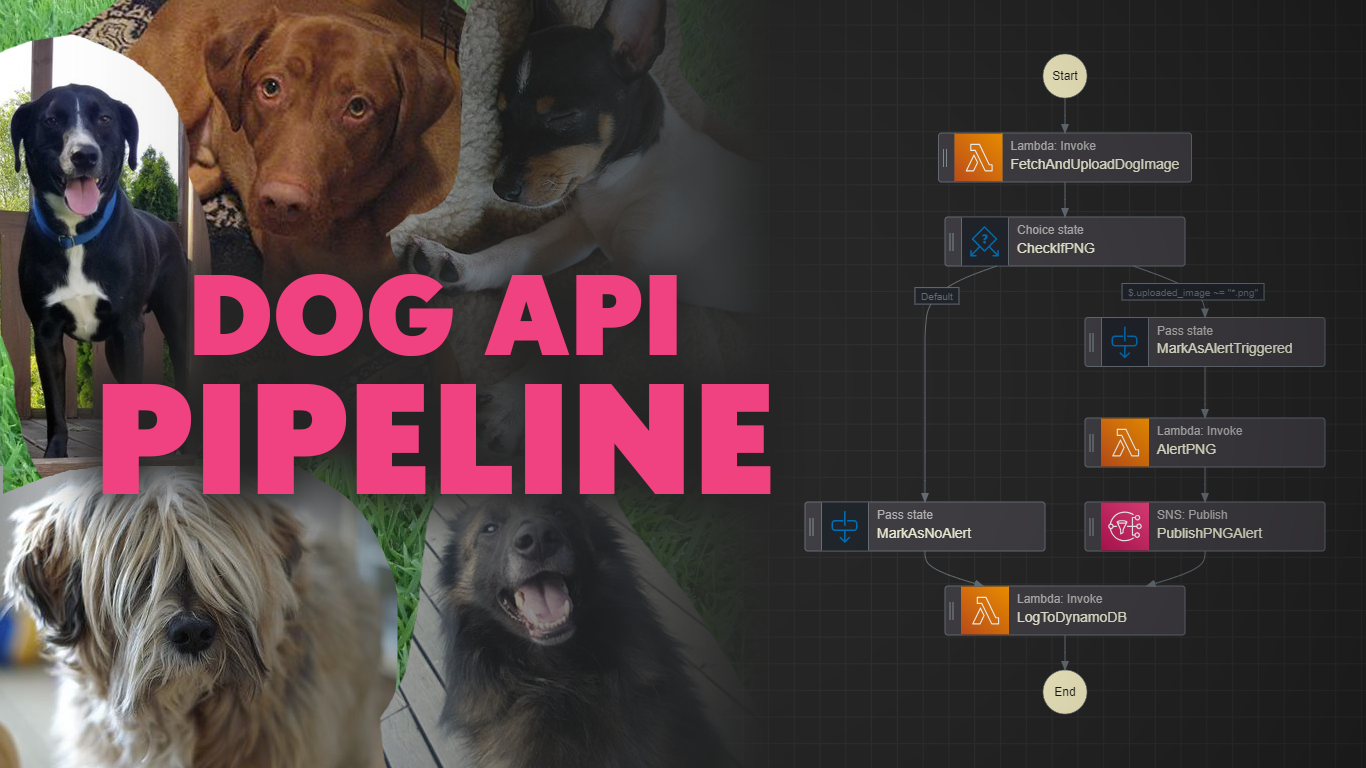 DOG API
PIPELINE
Start
Lambda: Invoke
FetchAndUploadDogImage
Choice state
CheckIfPNG
Default
$.uploaded_image ~= "*.png"
Pass state
MarkAsAlertTriggered
Lambda: Invoke
AlertPNG
Pass state
MarkAsNoAlert
SNS: Publish
PublishPNGAlert
Lambda: Invoke
LogToDynamoDB
End